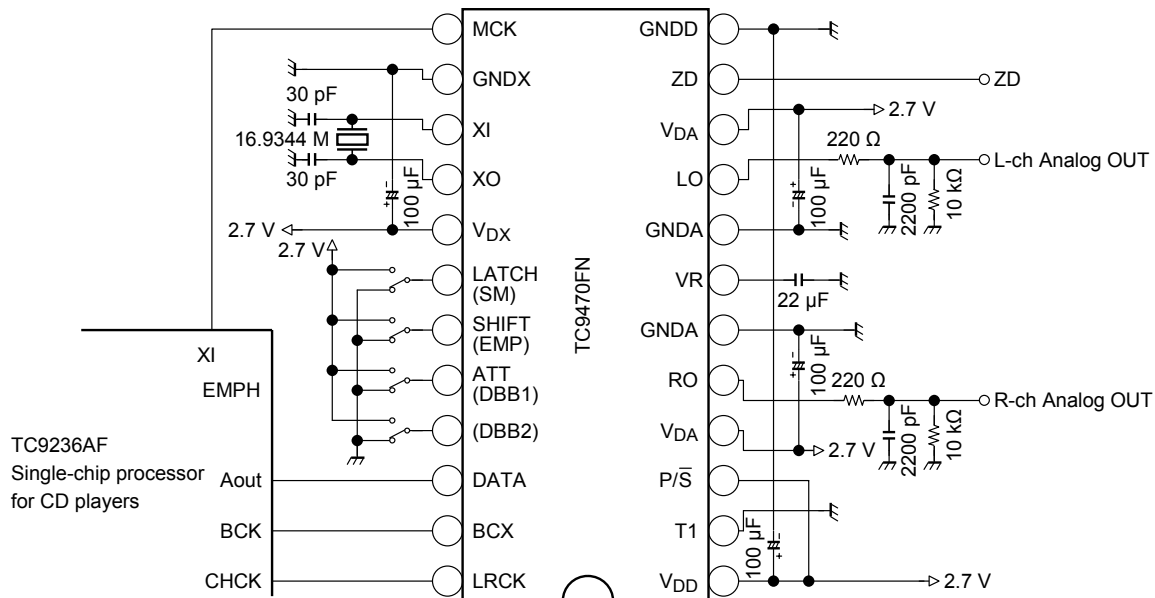 MCK
GNDX
30 pF
XI
16.9344 M
XO
30 pF
100 µF
+ −
2.7 V
V_DX
2.7 V
LATCH
(SM)
SHIFT
(EMP)
ATT
(DBB1)
(DBB2)
DATA
BCX
LRCK
XI
EMPH
TC9236AF
Single-chip processor
for CD players
Aout
BCK
CHCK
TC9470FN
GNDD
ZD
ZD
V_DA
2.7 V
220 Ω
LO
L-ch Analog OUT
− +
100 µF
2200 pF
10 kΩ
GNDA
VR
22 µF
GNDA
+ −
100 µF
RO
220 Ω
R-ch Analog OUT
2200 pF
10 kΩ
V_DA
2.7 V
P/S̅
T1
100 µF
+ −
V_DD
2.7 V